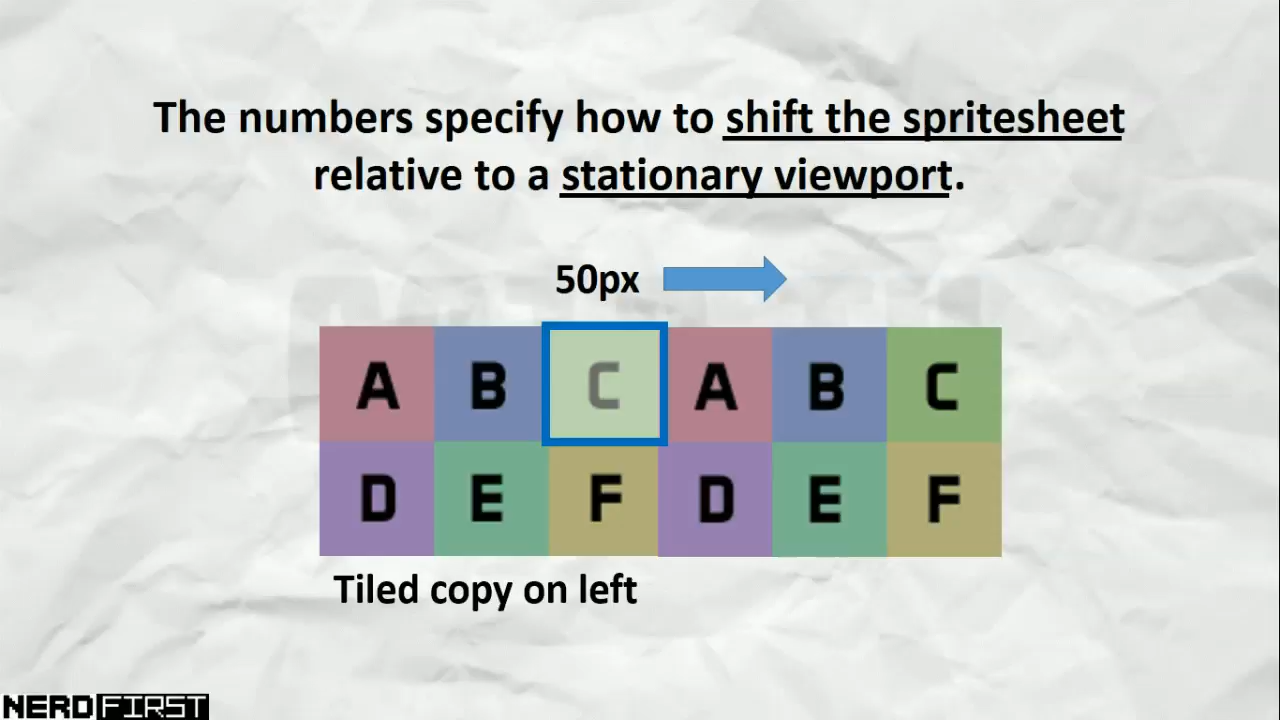 The numbers specify how to shift the spritesheet
relative to a stationary viewport.
50px
A B C A B C
D E F D E F
Tiled copy on left
NERDFIRST